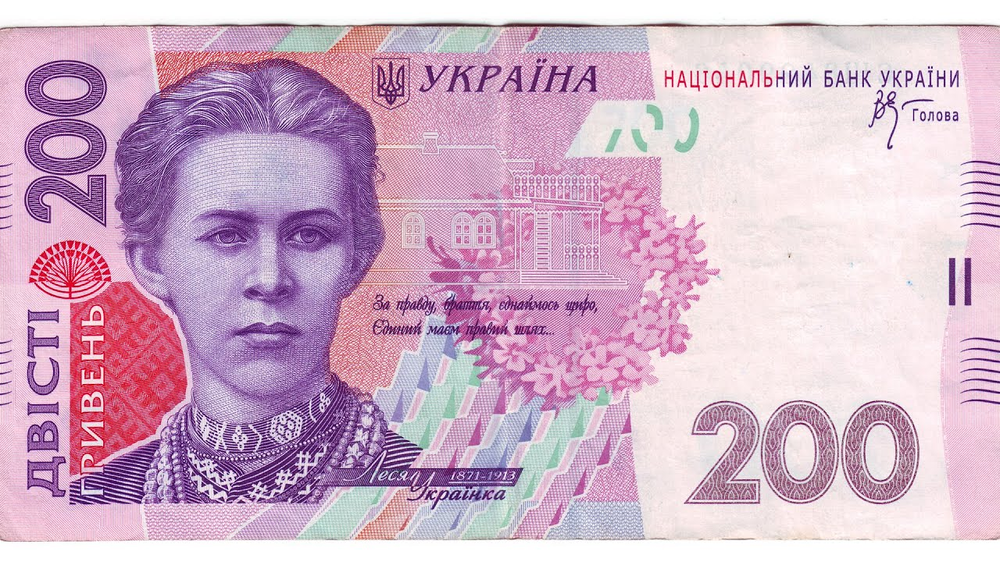 200
ДВІСТІ
ГРИВЕНЬ
УКРАЇНА
НАЦІОНАЛЬНИЙ БАНК УКРАЇНИ
Голова
200
За правду, браття, єднаймось щиро,
Єдиний маєм правий шлях...
Леся 1871-1913
Українка
200